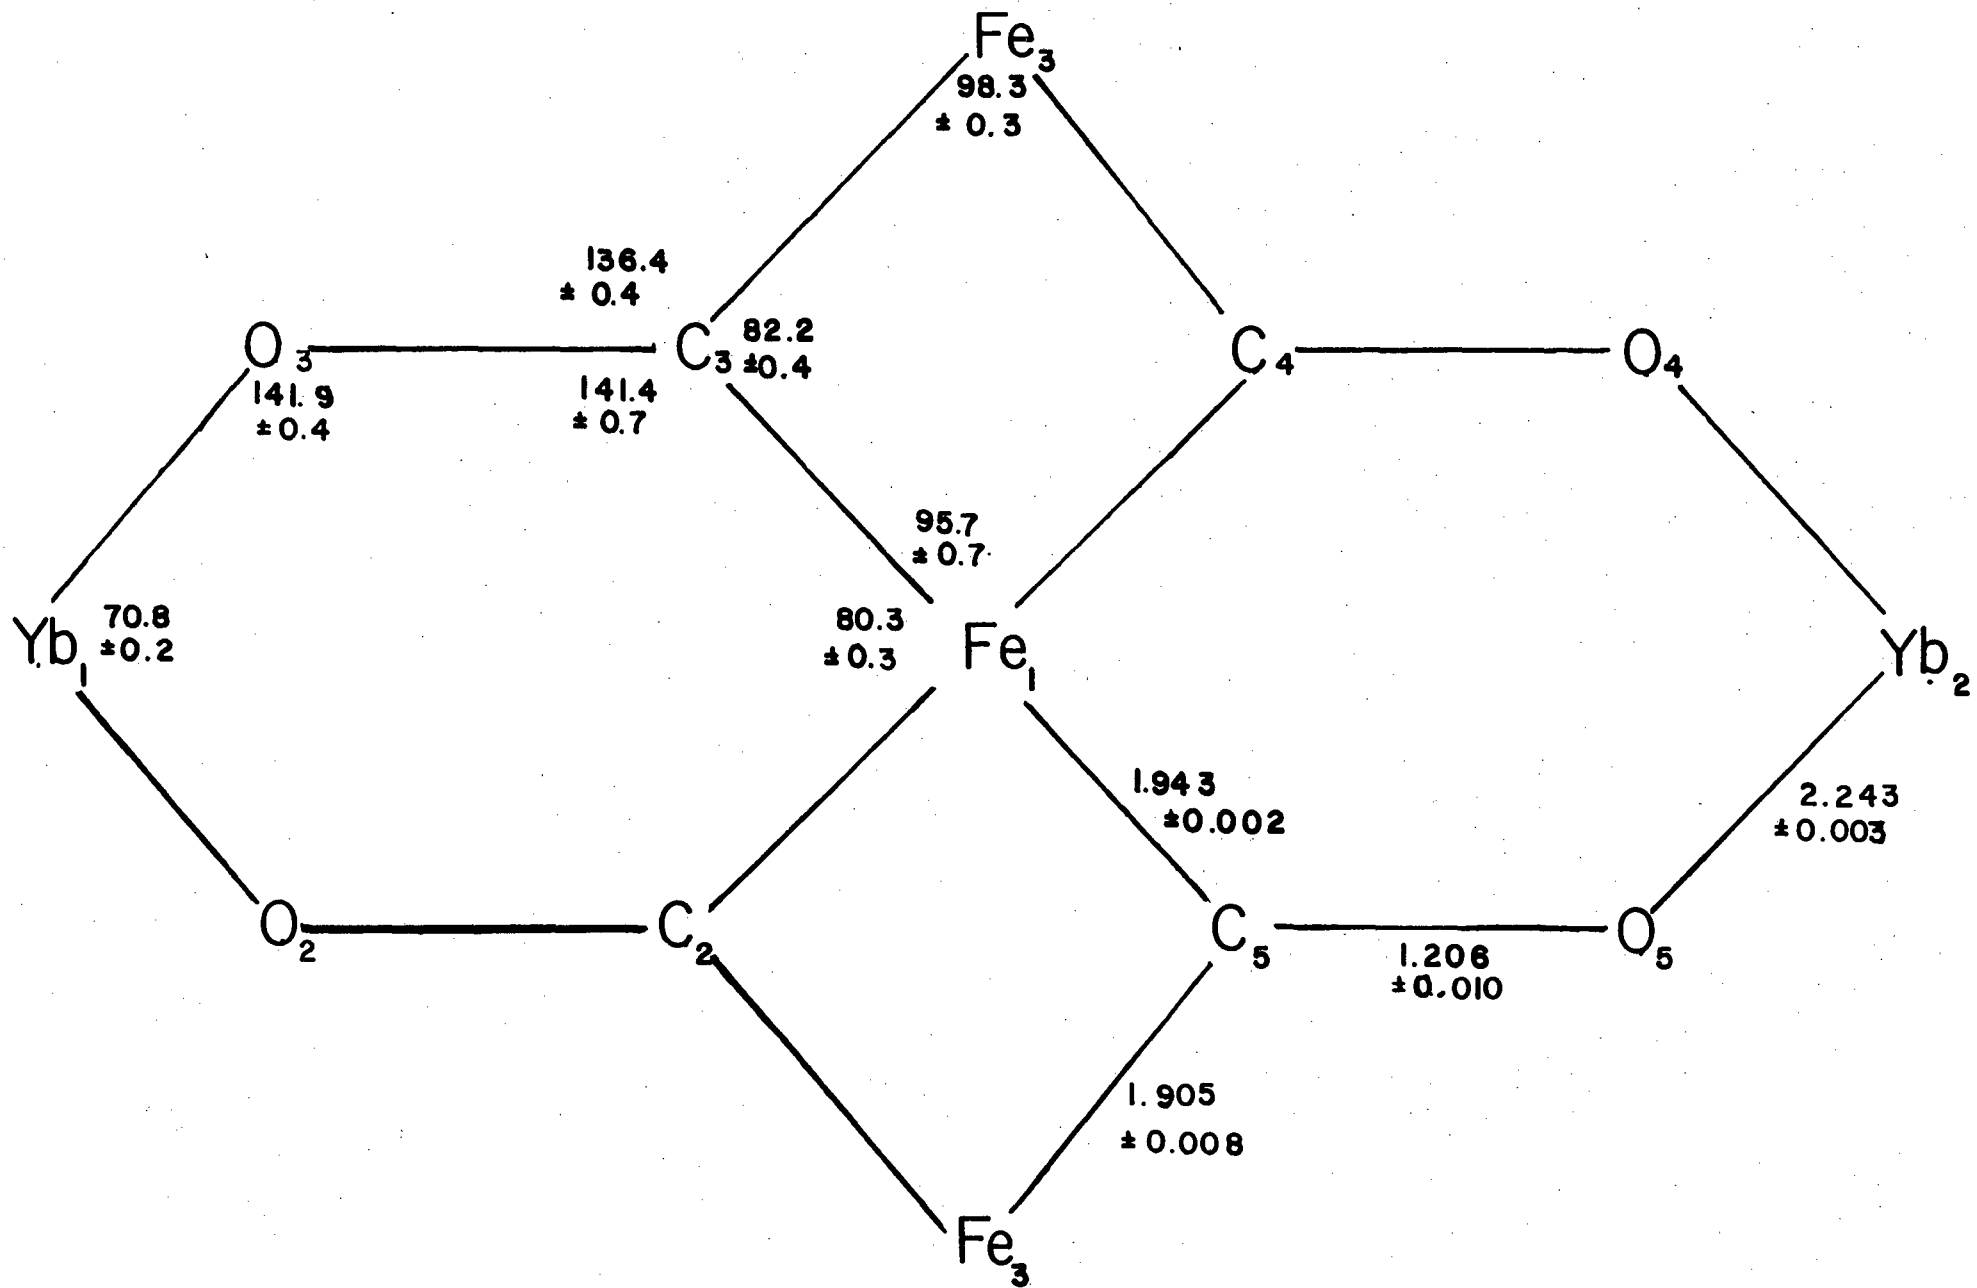 Fe₃
98.3
± 0.3
136.4
± 0.4
O₃
C₃
82.2
±0.4
C₄
O₄
141.9
±0.4
141.4
± 0.7
95.7
±0.7
Yb₁
70.8
±0.2
80.3
±0.3
Fe₁
Yb₂
1.943
±0.002
2.243
±0.003
O₂
C₂
C₅
O₅
1.206
±0.010
1.905
±0.008
Fe₃